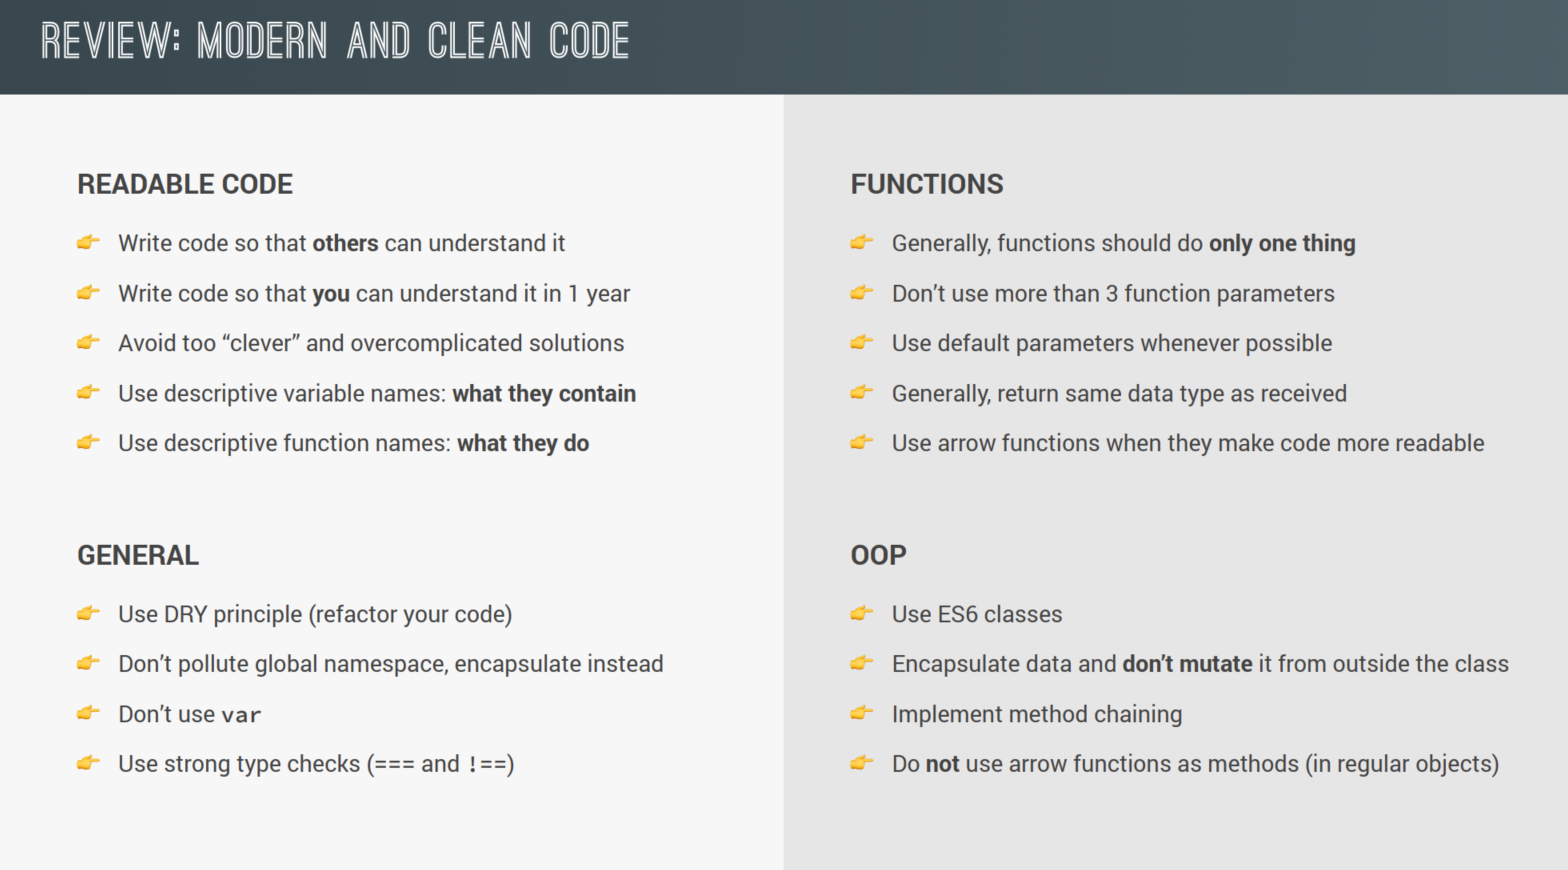 REVIEW: MODERN AND CLEAN CODE
READABLE CODE
👉 Write code so that others can understand it
👉 Write code so that you can understand it in 1 year
👉 Avoid too “clever” and overcomplicated solutions
👉 Use descriptive variable names: what they contain
👉 Use descriptive function names: what they do
GENERAL
👉 Use DRY principle (refactor your code)
👉 Don’t pollute global namespace, encapsulate instead
👉 Don’t use var
👉 Use strong type checks (=== and !==)
FUNCTIONS
👉 Generally, functions should do only one thing
👉 Don’t use more than 3 function parameters
👉 Use default parameters whenever possible
👉 Generally, return same data type as received
👉 Use arrow functions when they make code more readable
OOP
👉 Use ES6 classes
👉 Encapsulate data and don’t mutate it from outside the class
👉 Implement method chaining
👉 Do not use arrow functions as methods (in regular objects)